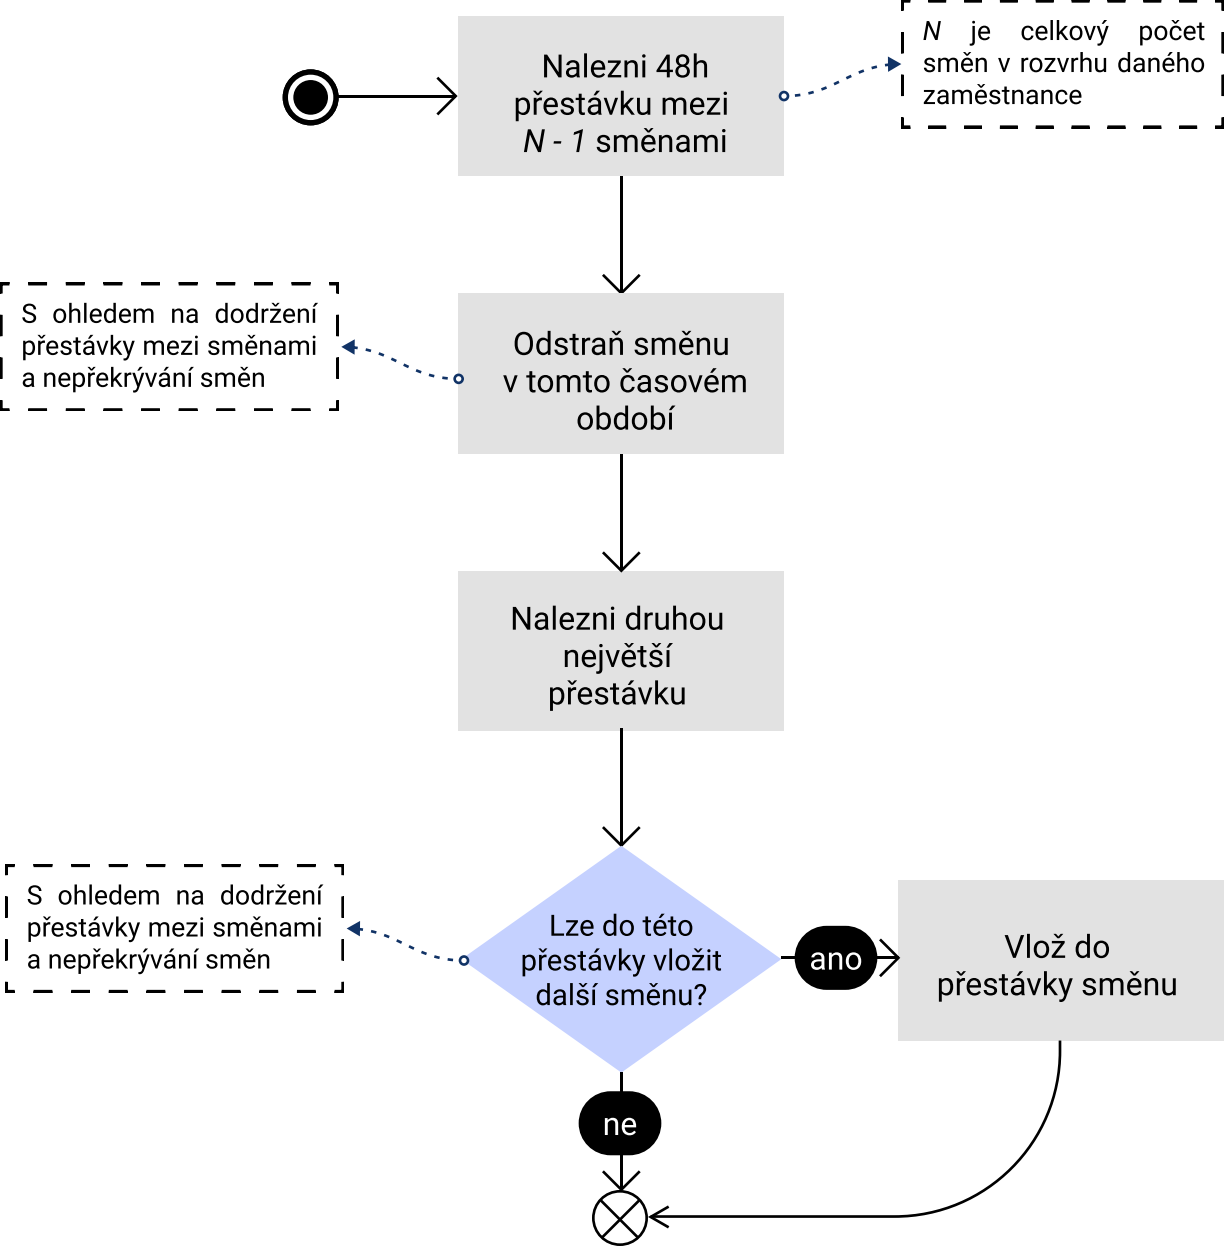 Nalezni 48h
přestávku mezi
N - 1 směnami
N je celkový počet
směn v rozvrhu daného
zaměstnance
S ohledem na dodržení
přestávky mezi směnami
a nepřekrývání směn
Odstraň směnu
v tomto časovém
období
Nalezni druhou
největší
přestávku
S ohledem na dodržení
přestávky mezi směnami
a nepřekrývání směn
Lze do této
přestávky vložit
další směnu?
ano
Vlož do
přestávky směnu
ne